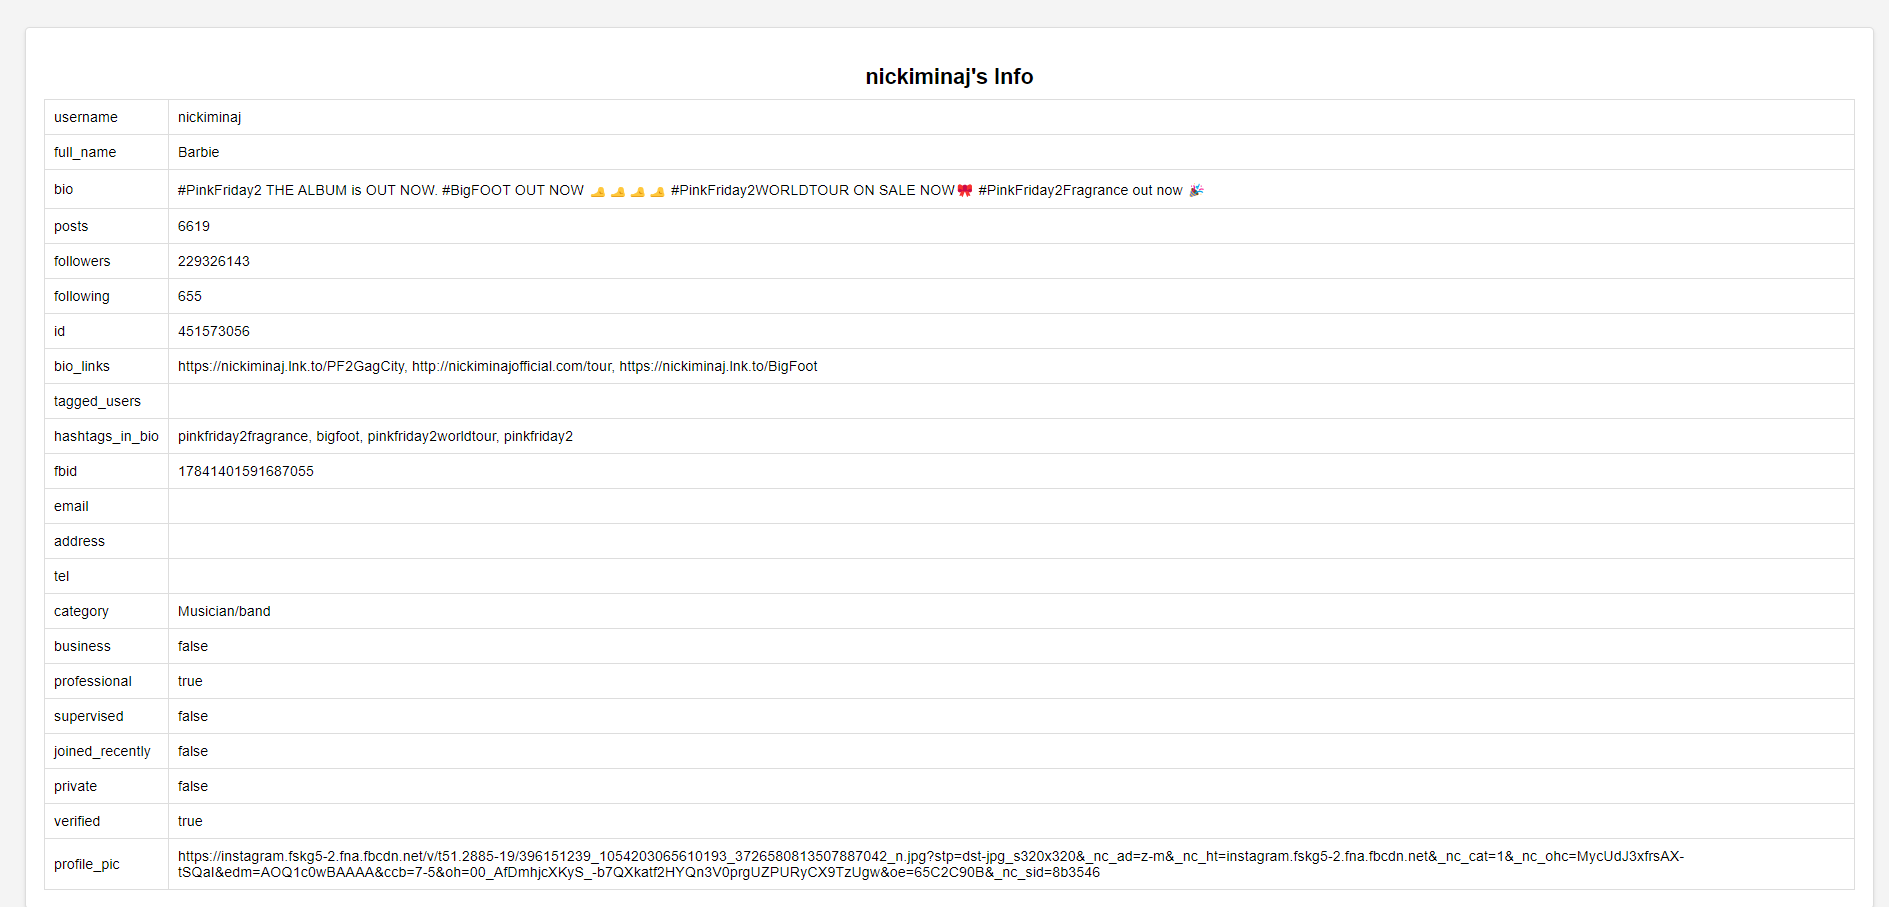 nickiminaj's Info
username nickiminaj
full_name Barbie
bio #PinkFriday2 THE ALBUM is OUT NOW. #BigFOOT OUT NOW 🦶🦶🦶🦶 #PinkFriday2WORLDTOUR ON SALE NOW🎀 #PinkFriday2Fragrance out now 🎉
posts 6619
followers 229326143
following 655
id 451573056
bio_links https://nickiminaj.lnk.to/PF2GagCity, http://nickiminajofficial.com/tour, https://nickiminaj.lnk.to/BigFoot
tagged_users
hashtags_in_bio pinkfriday2fragrance, bigfoot, pinkfriday2worldtour, pinkfriday2
fbid 17841401591687055
email
address
tel
category Musician/band
business false
professional true
supervised false
joined_recently false
private false
verified true
profile_pic https://instagram.fskg5-2.fna.fbcdn.net/v/t51.2885-19/396151239_1054203065610193_3726580813507887042_n.jpg?stp=dst-jpg_s320x320&_nc_ad=z-m&_nc_ht=instagram.fskg5-2.fna.fbcdn.net&_nc_cat=1&_nc_ohc=MycUdJ3xfrsAX-
tSQaI&edm=AOQ1c0wBAAAA&ccb=7-5&oh=00_AfDmhjcXKyS_-b7QXkatf2HYQn3V0prgUZPURyCX9TzUgw&oe=65C2C90B&_nc_sid=8b3546